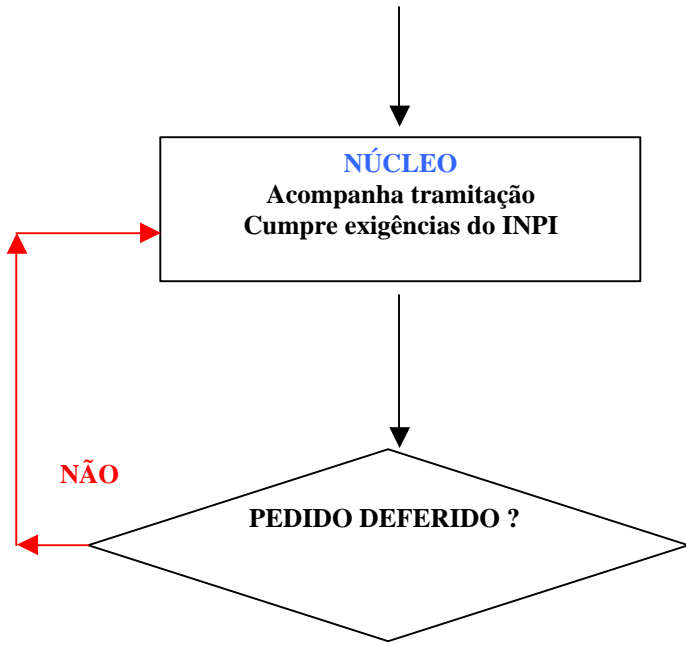 NÚCLEO
Acompanha tramitação
Cumpre exigências do INPI
NÃO
PEDIDO DEFERIDO ?